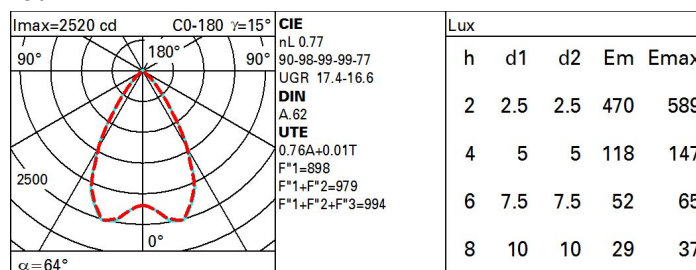 Imax=2520 cd C0-180 γ=15°
90° 180° 90°
2500
0°
α=64°
CIE
nL 0.77
90-98-99-99-77
UGR 17.4-16.6
DIN
A.62
UTE
0.76A+0.01T
F"1=898
F"1+F"2=979
F"1+F"2+F"3=994
Lux
h d1 d2 Em Emax
2 2.5 2.5 470 589
4 5 5 118 147
6 7.5 7.5 52 65
8 10 10 29 37